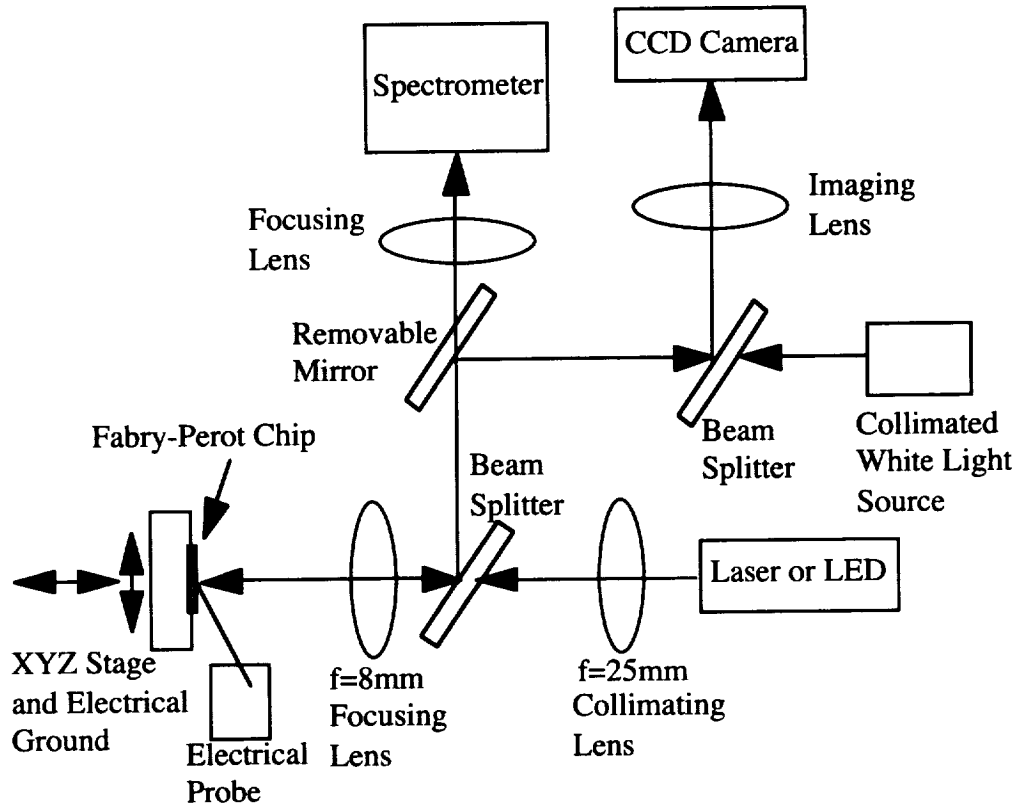 CCD Camera
Spectrometer
Imaging
Lens
Focusing
Lens
Removable
Mirror
Fabry-Perot Chip
Beam
Splitter
Beam
Splitter
Collimated
White Light
Source
Laser or LED
XYZ Stage
and Electrical
Ground
Electrical
Probe
f=8mm
Focusing
Lens
f=25mm
Collimating
Lens